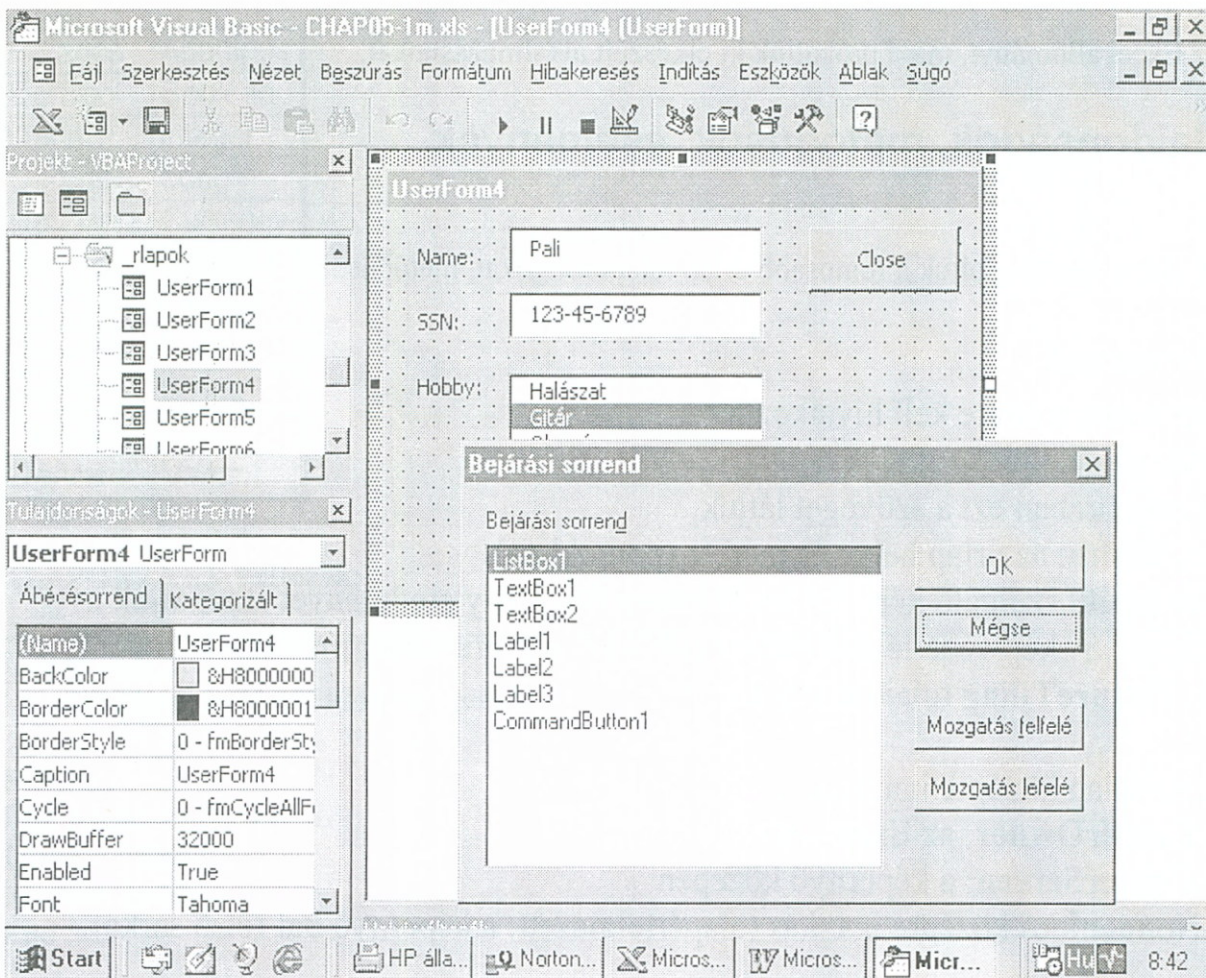 Microsoft Visual Basic - CHAP05-1m.xls - [UserForm4 (UserForm)]
Fájl Szerkesztés Nézet Beszúrás Formátum Hibakeresés Indítás Eszközök Ablak Súgó
Projekt - VBAProject
_rlapok
UserForm1
UserForm2
UserForm3
UserForm4
UserForm5
UserForm6
Tulajdonságok - UserForm4
UserForm4 UserForm
Ábécésorrend Kategorizált
(Name) UserForm4
BackColor &H8000000
BorderColor &H8000001
BorderStyle 0 - fmBorderSty
Caption UserForm4
Cycle 0 - fmCycleAllFo
DrawBuffer 32000
Enabled True
Font Tahoma
UserForm4
Name: Pali
Close
SSN: 123-45-6789
Hobby: Halászat
Gitár
Bejárási sorrend
Bejárási sorrend
ListBox1
TextBox1
TextBox2
Label1
Label2
Label3
CommandButton1
OK
Mégse
Mozgatás felfelé
Mozgatás lefelé
Start HP álla... Norton... Micros... Micros... Micr... Hu 8:42